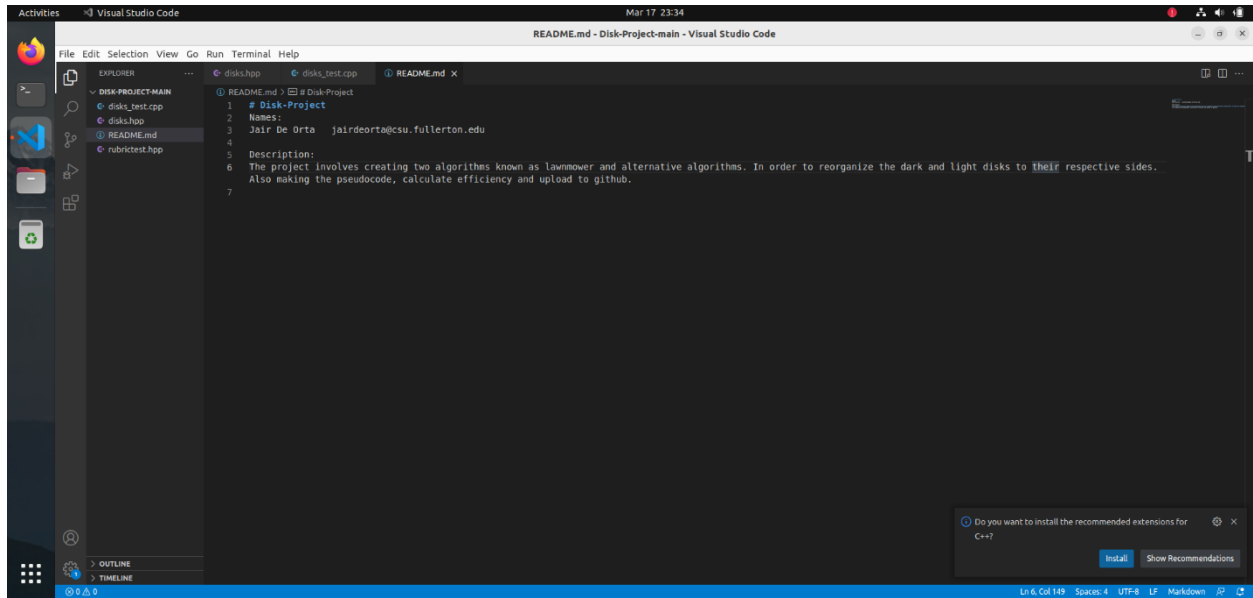 Activities
Visual Studio Code
Mar 17 23:34
README.md - Disk-Project-main - Visual Studio Code
File Edit Selection View Go Run Terminal Help
EXPLORER
DISK-PROJECT-MAIN
disks_test.cpp
disks.hpp
README.md
rubrictest.hpp
OUTLINE
TIMELINE
disks.hpp disks_test.cpp README.md
README.md > # Disk-Project
1 # Disk-Project
2 Names:
3 Jair De Orta jairdeorta@csu.fullerton.edu
4
5 Description:
6 The project involves creating two algorithms known as lawnmower and alternative algorithms. In order to reorganize the dark and light disks to their respective sides.
Also making the pseudocode, calculate efficiency and upload to github.
7
Do you want to install the recommended extensions for
C++?
Install Show Recommendations
1
0 0
Ln 6, Col 149 Spaces: 4 UTF-8 LF Markdown